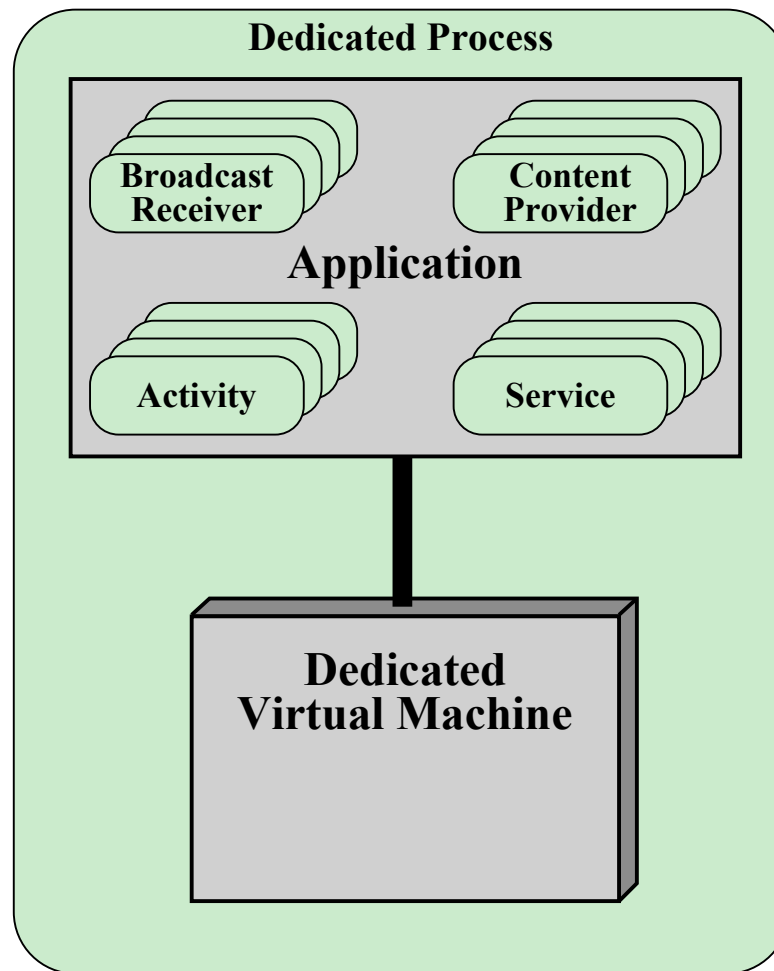 Dedicated Process
Broadcast
Receiver
Content
Provider
Application
Activity
Service
Dedicated
Virtual Machine